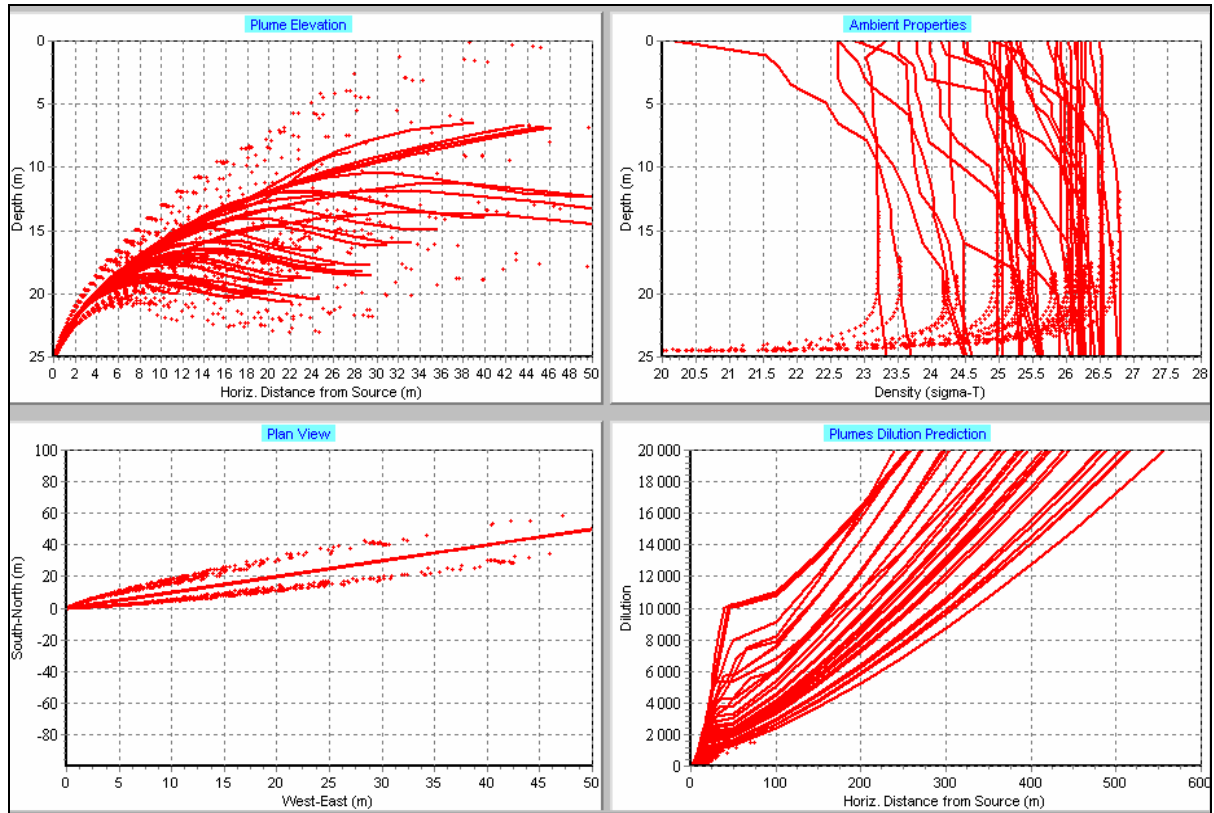 Plume Elevation
0
5
10
15
20
25
Depth (m)
0 2 4 6 8 10 12 14 16 18 20 22 24 26 28 30 32 34 36 38 40 42 44 46 48 50
Horiz. Distance from Source (m)
Ambient Properties
0
5
10
15
20
25
Depth (m)
20 20.5 21 21.5 22 22.5 23 23.5 24 24.5 25 25.5 26 26.5 27 27.5 28
Density (sigma-T)
Plan View
100
80
60
40
20
0
-20
-40
-60
-80
South-North (m)
0 5 10 15 20 25 30 35 40 45 50
West-East (m)
Plumes Dilution Prediction
20 000
18 000
16 000
14 000
12 000
10 000
8 000
6 000
4 000
2 000
0
Dilution
0 100 200 300 400 500 600
Horiz. Distance from Source (m)